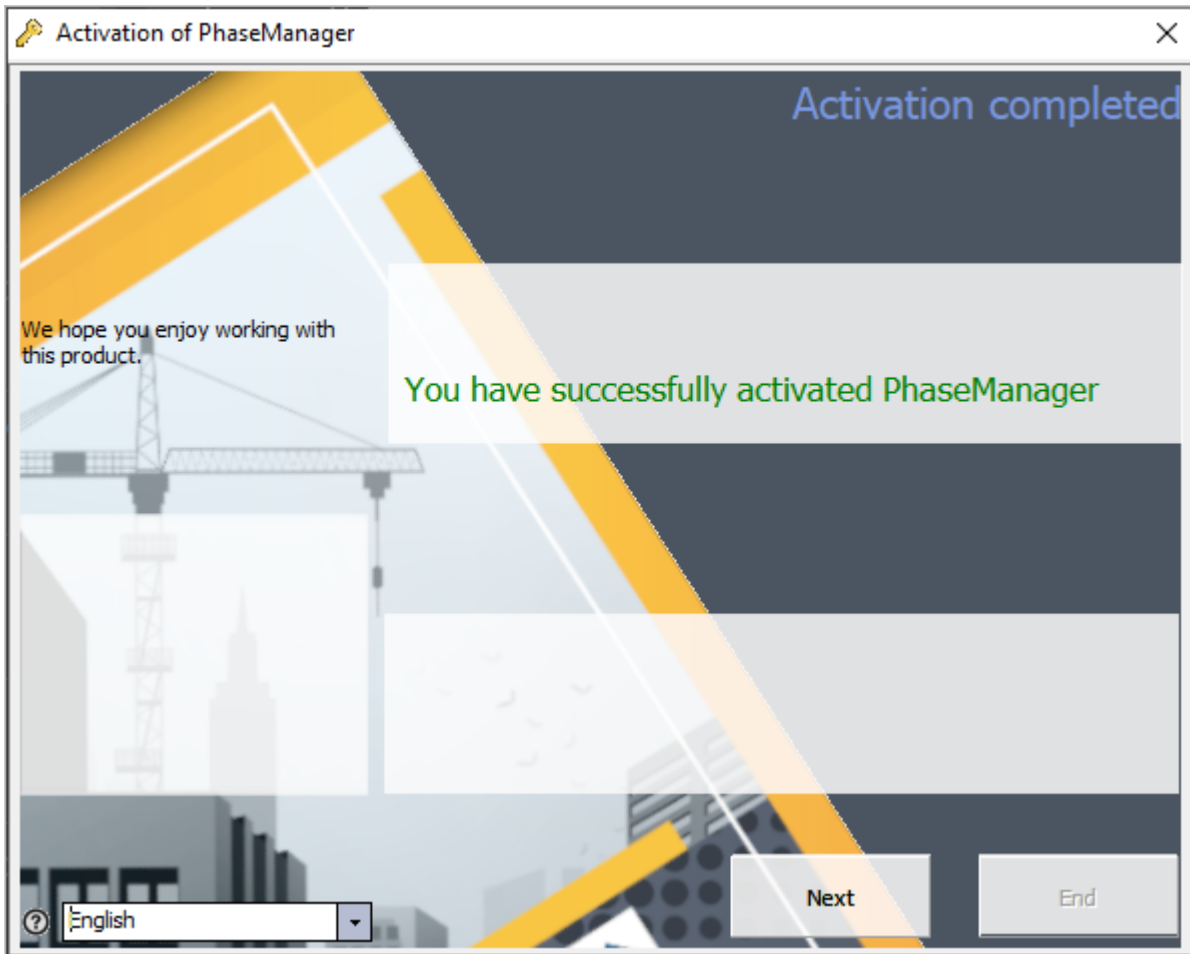 Activation of PhaseManager
Activation completed
We hope you enjoy working with
this product.
You have successfully activated PhaseManager
Next
End
?
English